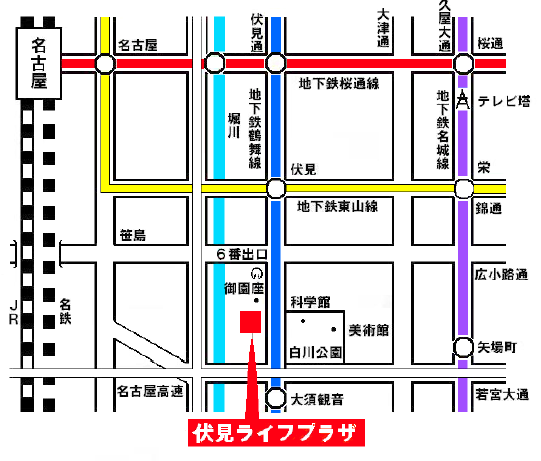 名古屋
名古屋
伏見通
大津通
久屋大通
桜通
地下鉄桜通線
堀川
地下鉄鶴舞線
地下鉄名城線
テレビ塔
伏見
栄
地下鉄東山線
錦通
笹島
6番出口
広小路通
御園座
JR
名鉄
科学館
美術館
白川公園
矢場町
名古屋高速
大須観音
若宮大通
伏見ライフプラザ